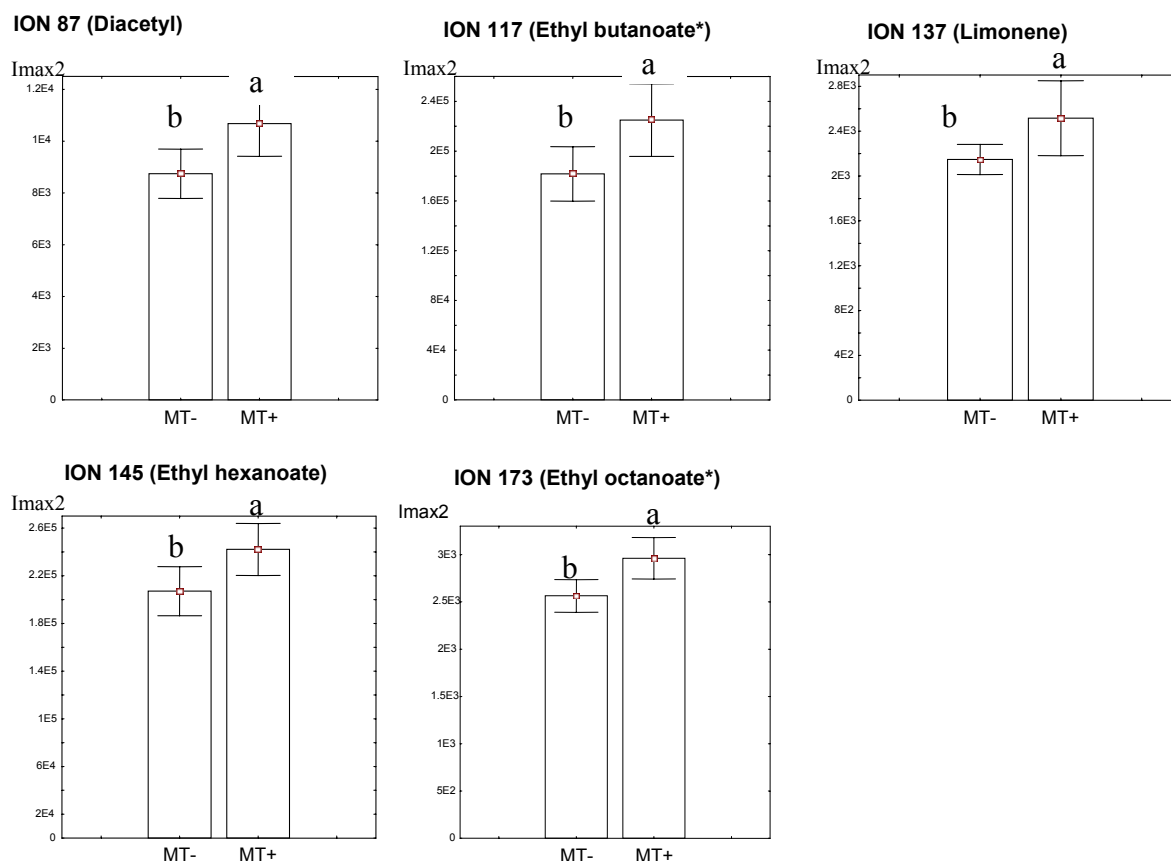 ION 87 (Diacetyl)
Imax2
1.2E4
1E4
8E3
6E3
4E3
2E3
0
b
a
MT-
MT+
ION 117 (Ethyl butanoate*)
Imax2
2.4E5
2E5
1.6E5
1.2E5
8E4
4E4
0
b
a
MT-
MT+
ION 137 (Limonene)
Imax2
2.8E3
2.4E3
2E3
1.6E3
1.2E3
8E2
4E2
0
b
a
MT-
MT+
ION 145 (Ethyl hexanoate)
Imax2
2.6E5
2.2E5
1.8E5
1.4E5
1E5
6E4
2E4
0
b
a
MT-
MT+
ION 173 (Ethyl octanoate*)
Imax2
3E3
2.5E3
2E3
1.5E3
1E3
5E2
0
b
a
MT-
MT+